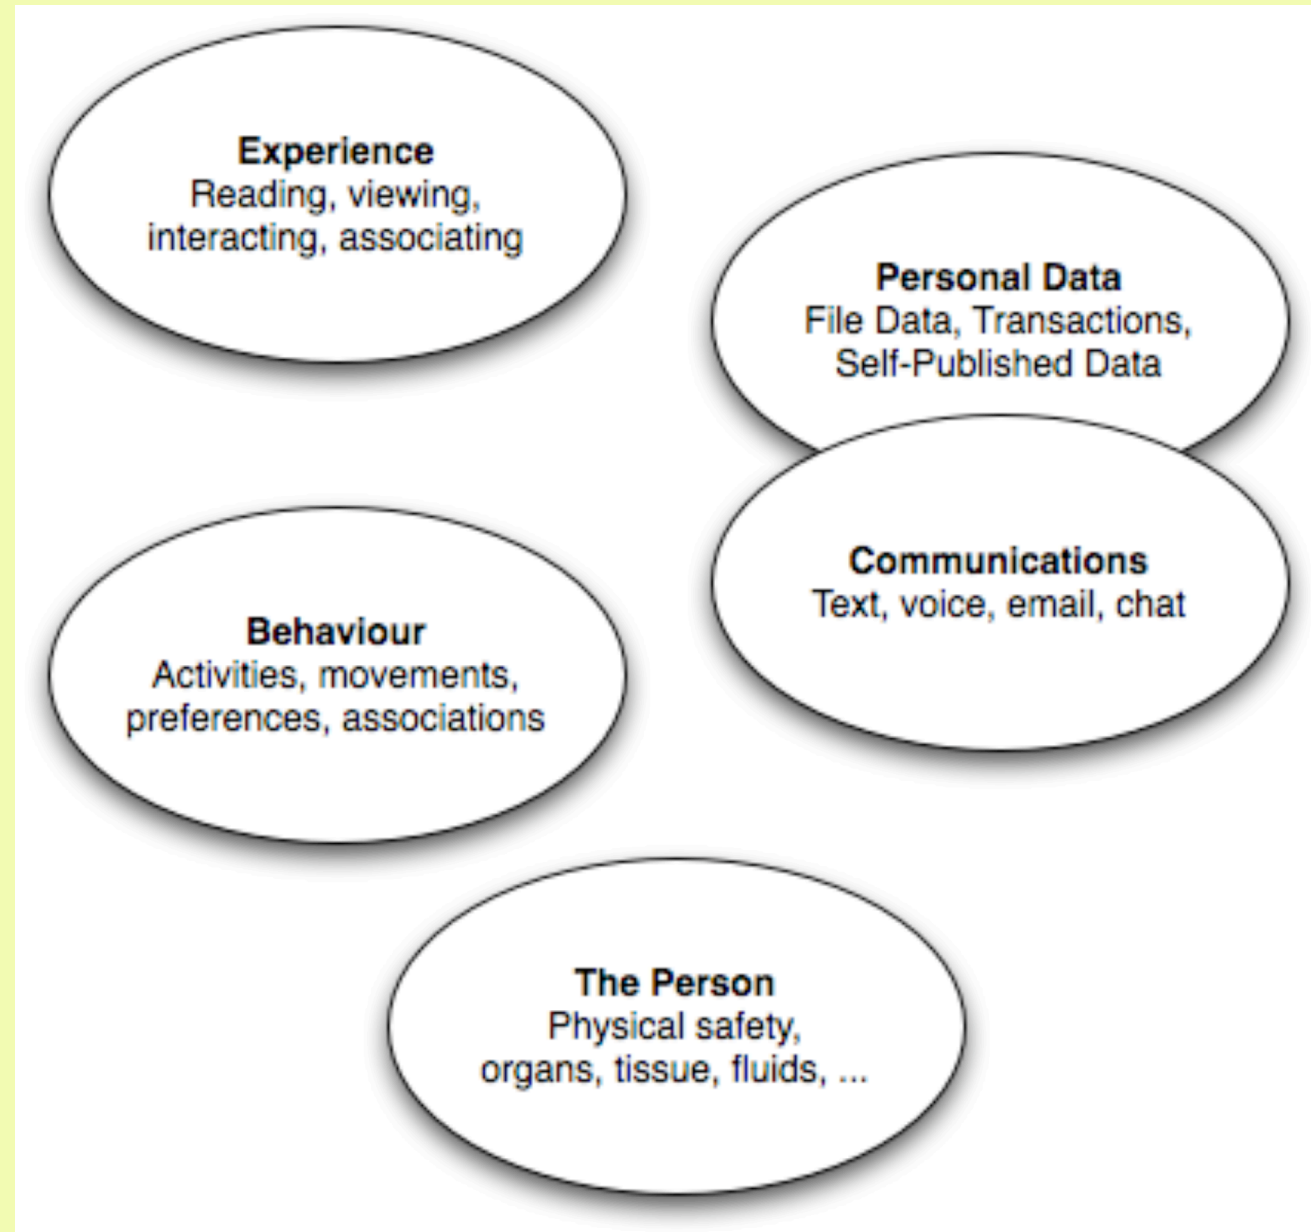 Experience
Reading, viewing,
interacting, associating
Personal Data
File Data, Transactions,
Self-Published Data
Communications
Text, voice, email, chat
Behaviour
Activities, movements,
preferences, associations
The Person
Physical safety,
organs, tissue, fluids, ...